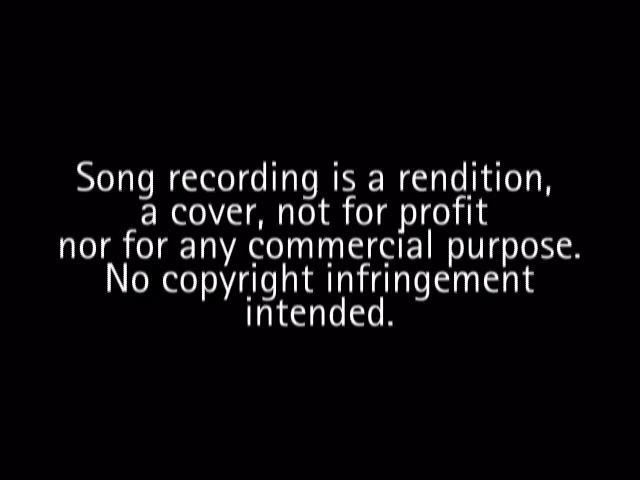 Song recording is a rendition,
a cover, not for profit
nor for any commercial purpose.
No copyright infringement
intended.